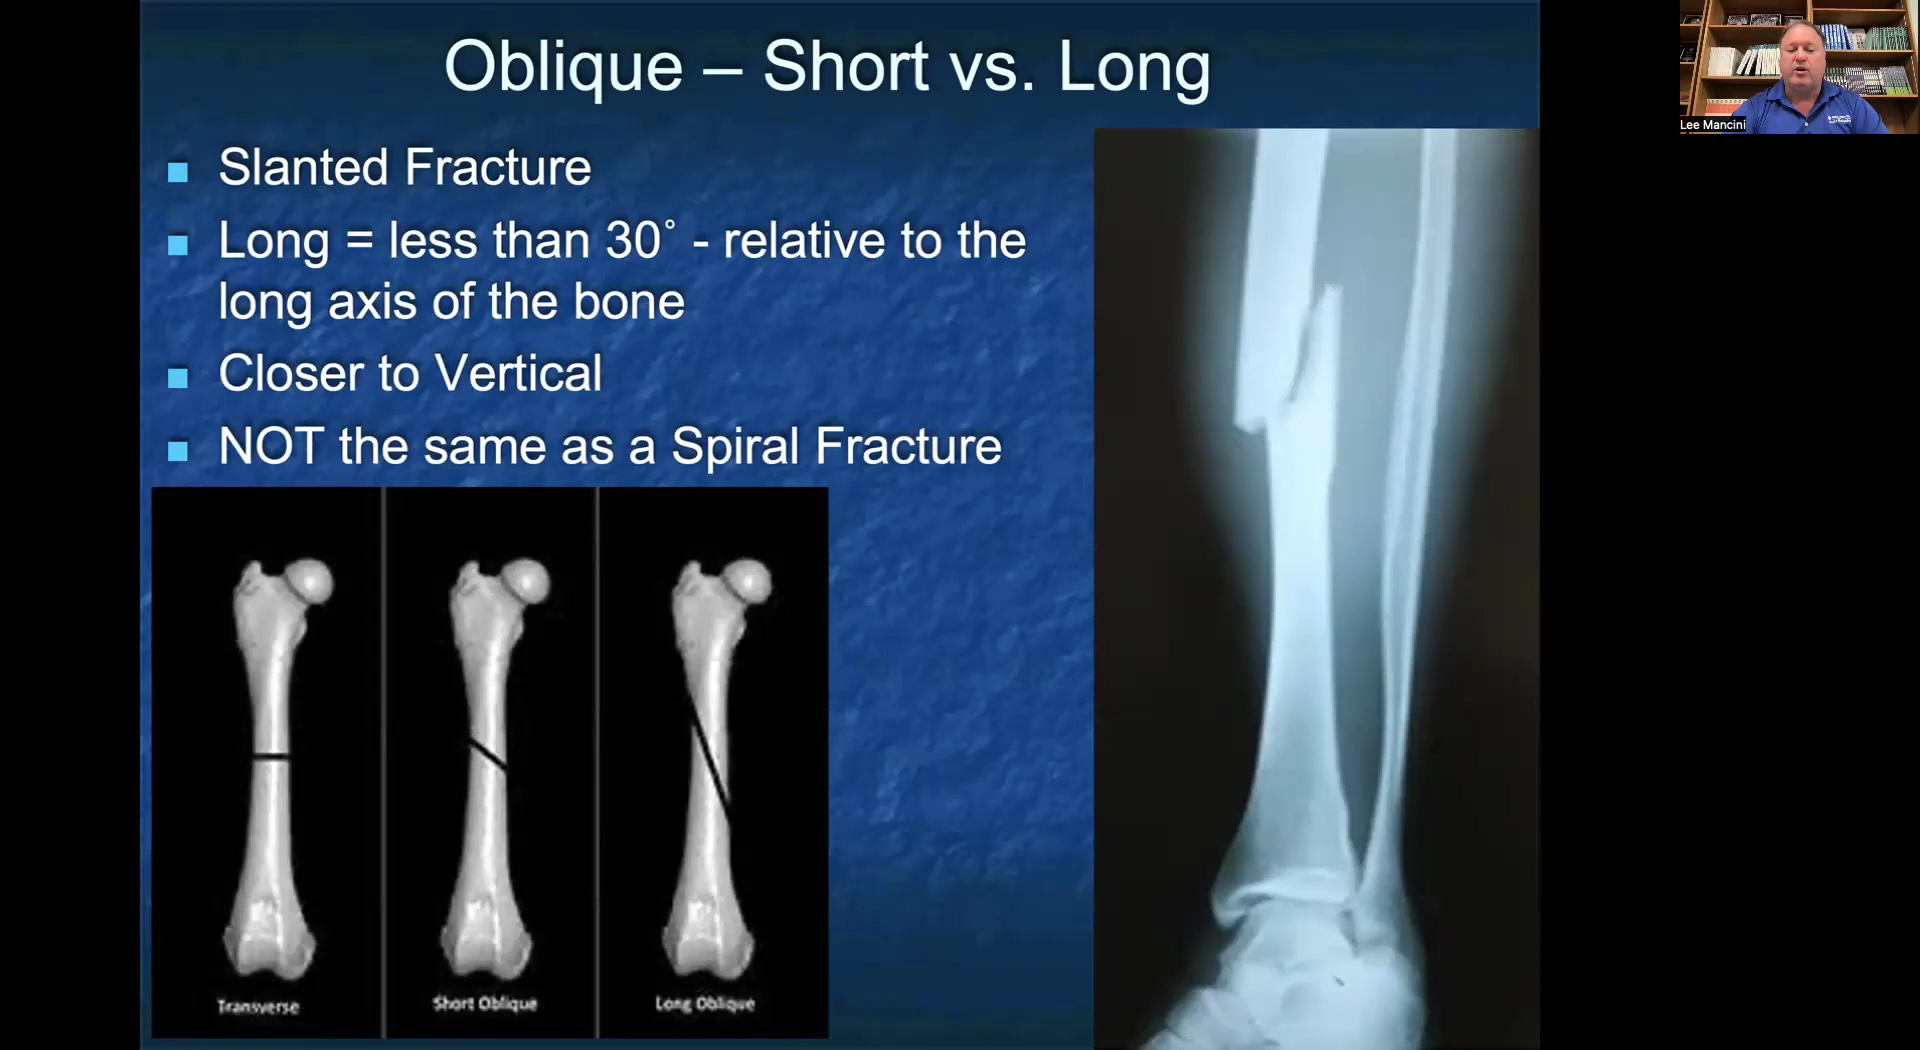 Oblique – Short vs. Long
Slanted Fracture
Long = less than 30° - relative to the
long axis of the bone
Closer to Vertical
NOT the same as a Spiral Fracture
Transverse
Short Oblique
Long Oblique
Lee Mancini